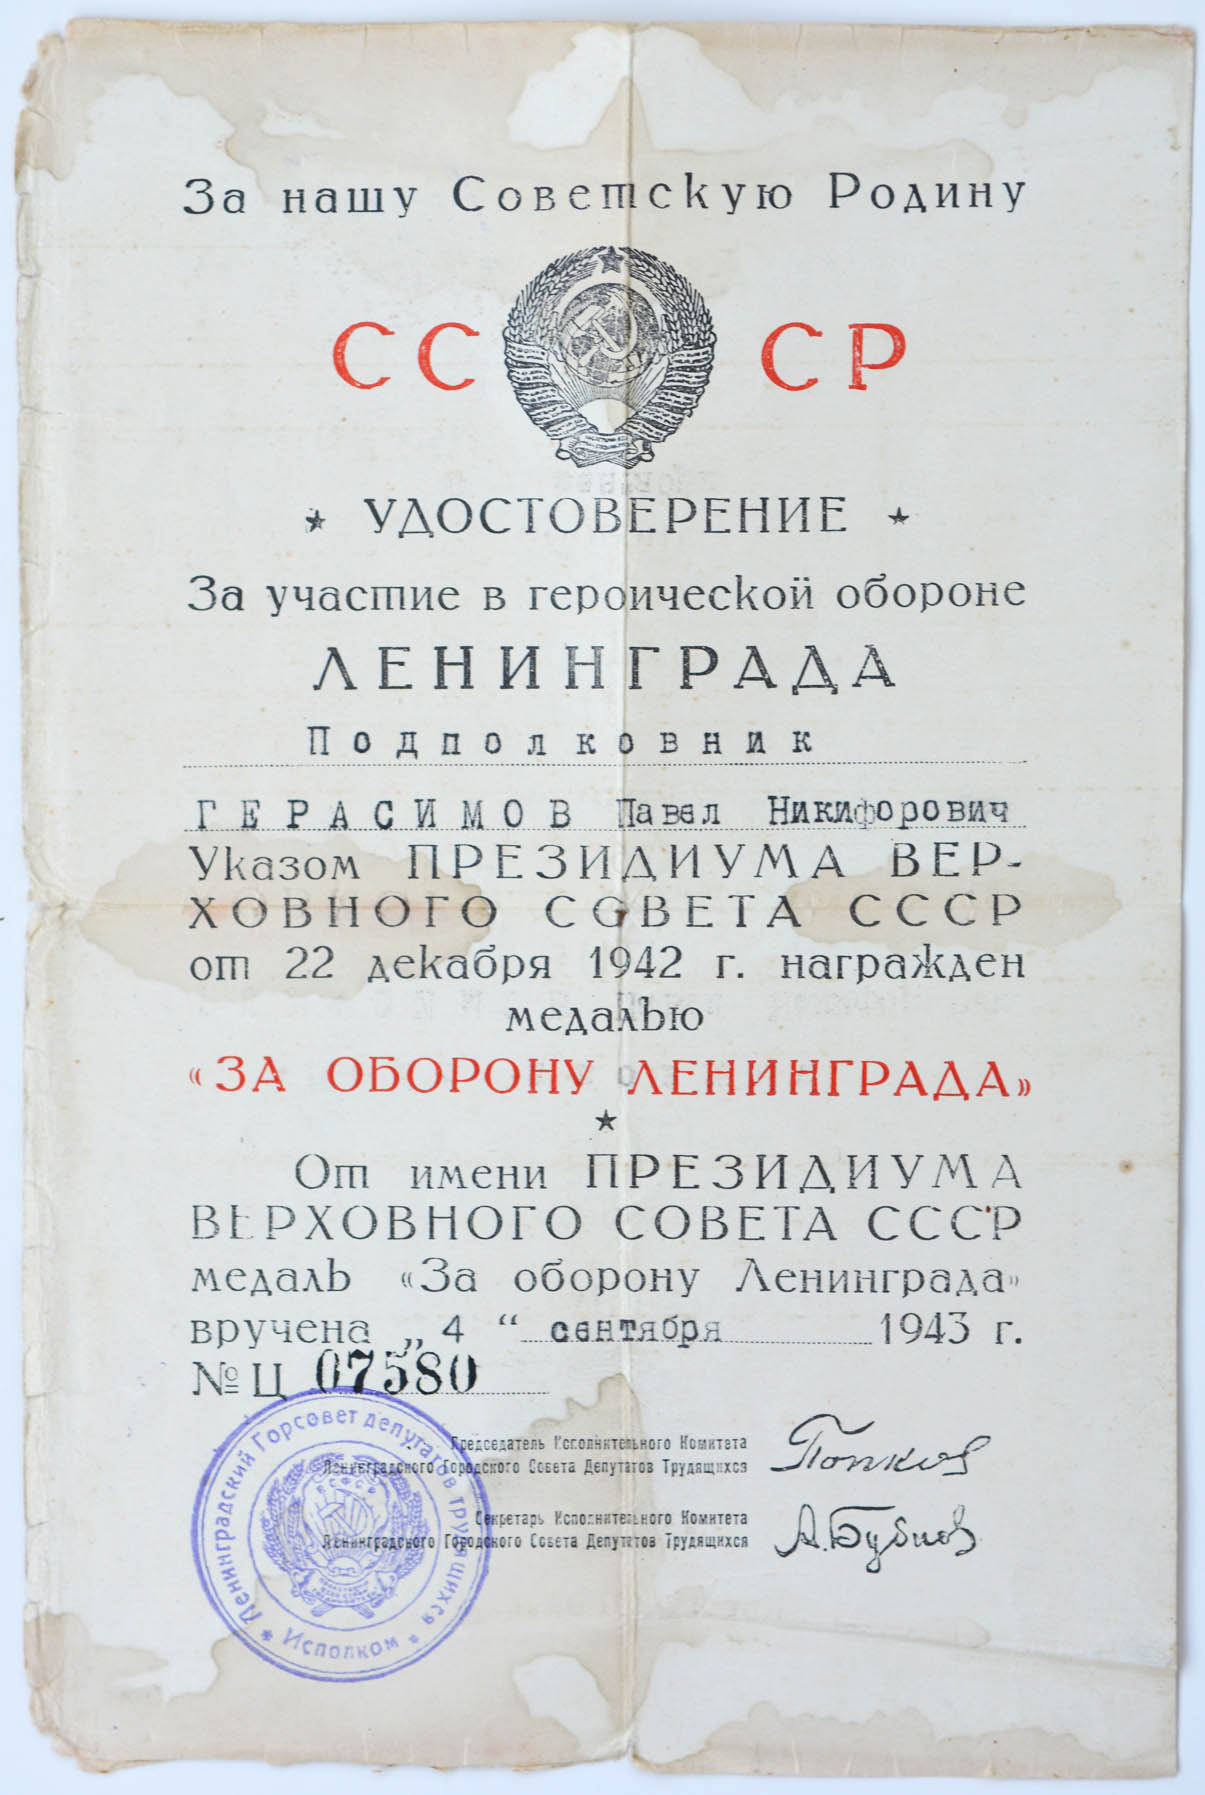 За нашу Советскую Родину
СС СР
★ УДОСТОВЕРЕНИЕ ★
За участие в героической обороне
ЛЕНИНГРАДА
Подполковник
ГЕРАСИМОВ Павел Никифорович
Указом ПРЕЗИДИУМА ВЕР-
ХОВНОГО СОВЕТА СССР
от 22 декабря 1942 г. награжден
медалью
«ЗА ОБОРОНУ ЛЕНИНГРАДА»
★
От имени ПРЕЗИДИУМА
ВЕРХОВНОГО СОВЕТА СССР
медаль «За оборону Ленинграда»
вручена „ 4 “ сентября 1943 г.
№ Ц 07580
Председатель Исполнительного Комитета
Ленинградского Городского Совета Депутатов Трудящихся
Попков
Секретарь Исполнительного Комитета
Ленинградского Городского Совета Депутатов Трудящихся
А. Бубнов
Ленинградский Горсовет депутатов трудящихся
* Исполком *
РСФСР